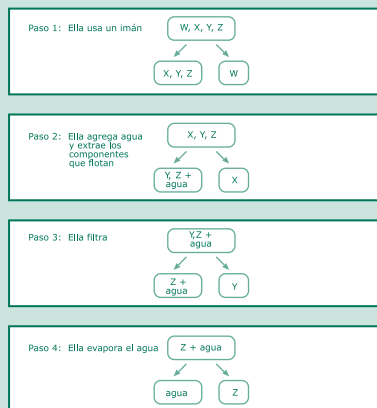 Paso 1: Ella usa un imán
W, X, Y, Z
X, Y, Z
W
Paso 2: Ella agrega agua
y extrae los
componentes
que flotan
X, Y, Z
Y, Z +
agua
X
Paso 3: Ella filtra
Y,Z +
agua
Z +
agua
Y
Paso 4: Ella evapora el agua
Z + agua
agua
Z